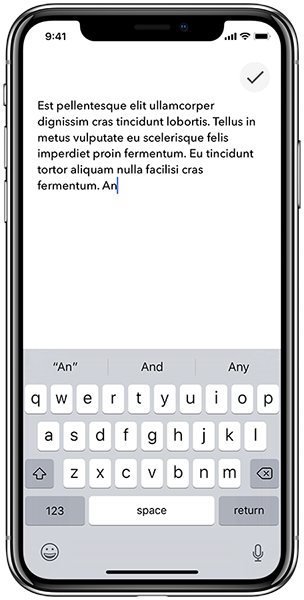 9:41
Est pellentesque elit ullamcorper
dignissim cras tincidunt lobortis. Tellus in
metus vulputate eu scelerisque felis
imperdiet proin fermentum. Eu tincidunt
tortor aliquam nulla facilisi cras
fermentum. An
“An” And Any
q w e r t y u i o p
a s d f g h j k l
z x c v b n m
123 space return